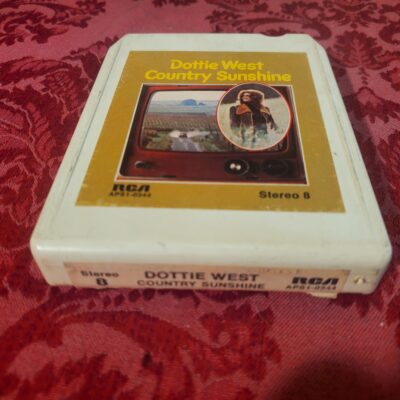 Dottie West
Country Sunshine
RCA
APS1-0344
Stereo 8
Stereo
8
DOTTIE WEST
COUNTRY SUNSHINE
RCA
APS1-0344